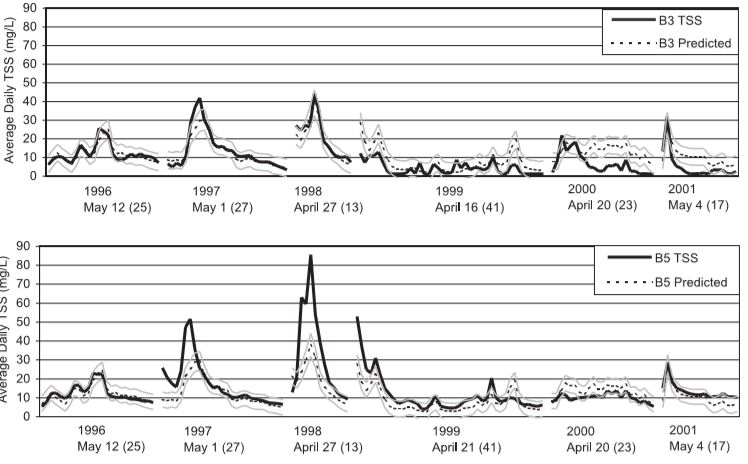 Average Daily TSS (mg/L)
90
80
70
60
50
40
30
20
10
0
B3 TSS
B3 Predicted
1996
May 12 (25)
1997
May 1 (27)
1998
April 27 (13)
1999
April 16 (41)
2000
April 20 (23)
2001
May 4 (17)
Average Daily TSS (mg/L)
90
80
70
60
50
40
30
20
10
0
B5 TSS
B5 Predicted
1996
May 12 (25)
1997
May 1 (27)
1998
April 27 (13)
1999
April 21 (41)
2000
April 20 (23)
2001
May 4 (17)